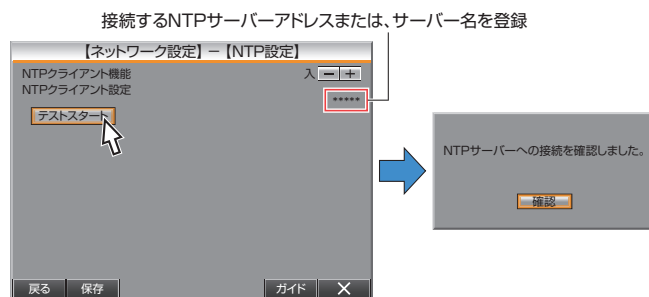 接続するNTPサーバーアドレスまたは、サーバー名を登録
【ネットワーク設定】－【NTP設定】
NTPクライアント機能 入 － ＋
NTPクライアント設定 *****
テストスタート
NTPサーバーへの接続を確認しました。
確認
戻る 保存 ガイド ×